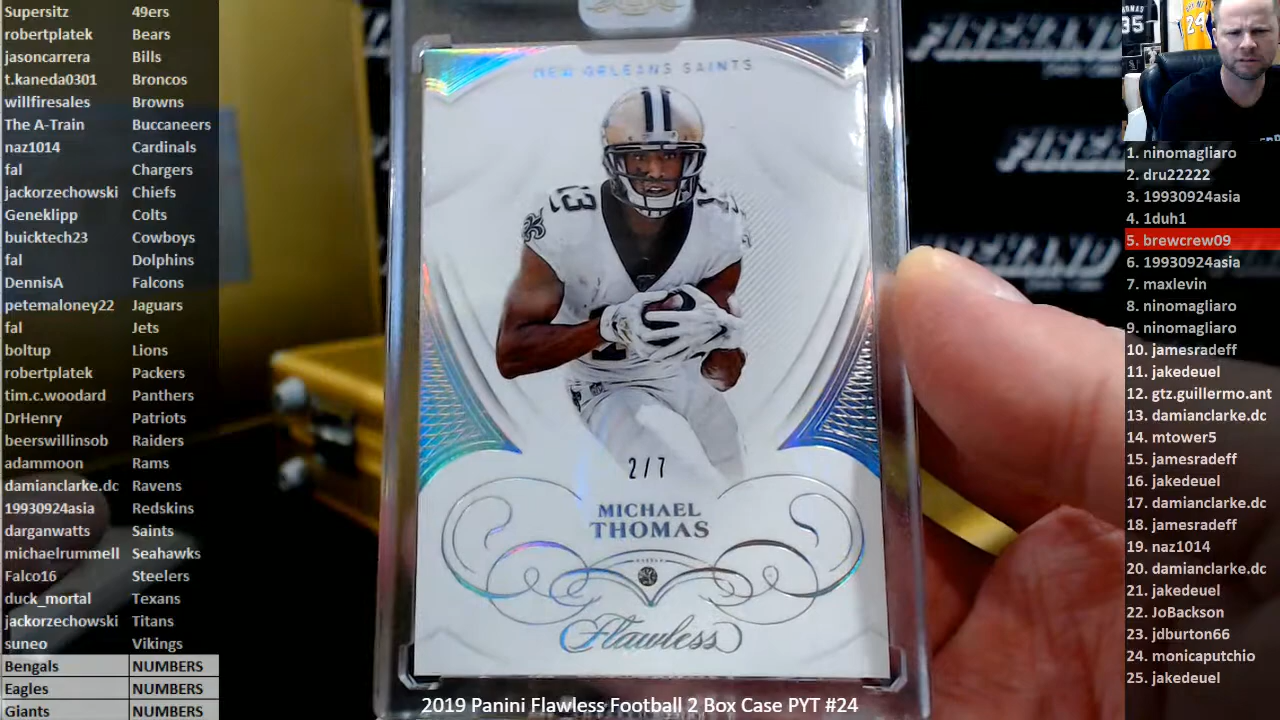 Supersitz 49ers
robertplatek Bears
jasoncarrera Bills
t.kaneda0301 Broncos
willfiresales Browns
The A-Train Buccaneers
naz1014 Cardinals
fal Chargers
jackorzechowski Chiefs
Geneklipp Colts
buicktech23 Cowboys
fal Dolphins
DennisA Falcons
petemaloney22 Jaguars
fal Jets
boltup Lions
robertplatek Packers
tim.c.woodard Panthers
DrHenry Patriots
beerswillinsob Raiders
adammoon Rams
damianclarke.dc Ravens
19930924asia Redskins
darganwatts Saints
michaelrummell Seahawks
Falco16 Steelers
duck_mortal Texans
jackorzechowski Titans
suneo Vikings
Bengals NUMBERS
Eagles NUMBERS
Giants NUMBERS
NEW ORLEANS SAINTS
13
2/7
MICHAEL
THOMAS
Flawless
2019 Panini Flawless Football 2 Box Case PYT #24
35
24
1. ninomagliaro
2. dru22222
3. 19930924asia
4. 1duh1
5. brewcrew09
6. 19930924asia
7. maxlevin
8. ninomagliaro
9. ninomagliaro
10. jamesradeff
11. jakedeuel
12. gtz.guillermo.ant
13. damianclarke.dc
14. mtower5
15. jamesradeff
16. jakedeuel
17. damianclarke.dc
18. jamesradeff
19. naz1014
20. damianclarke.dc
21. jakedeuel
22. JoBackson
23. jdburton66
24. monicaputchio
25. jakedeuel